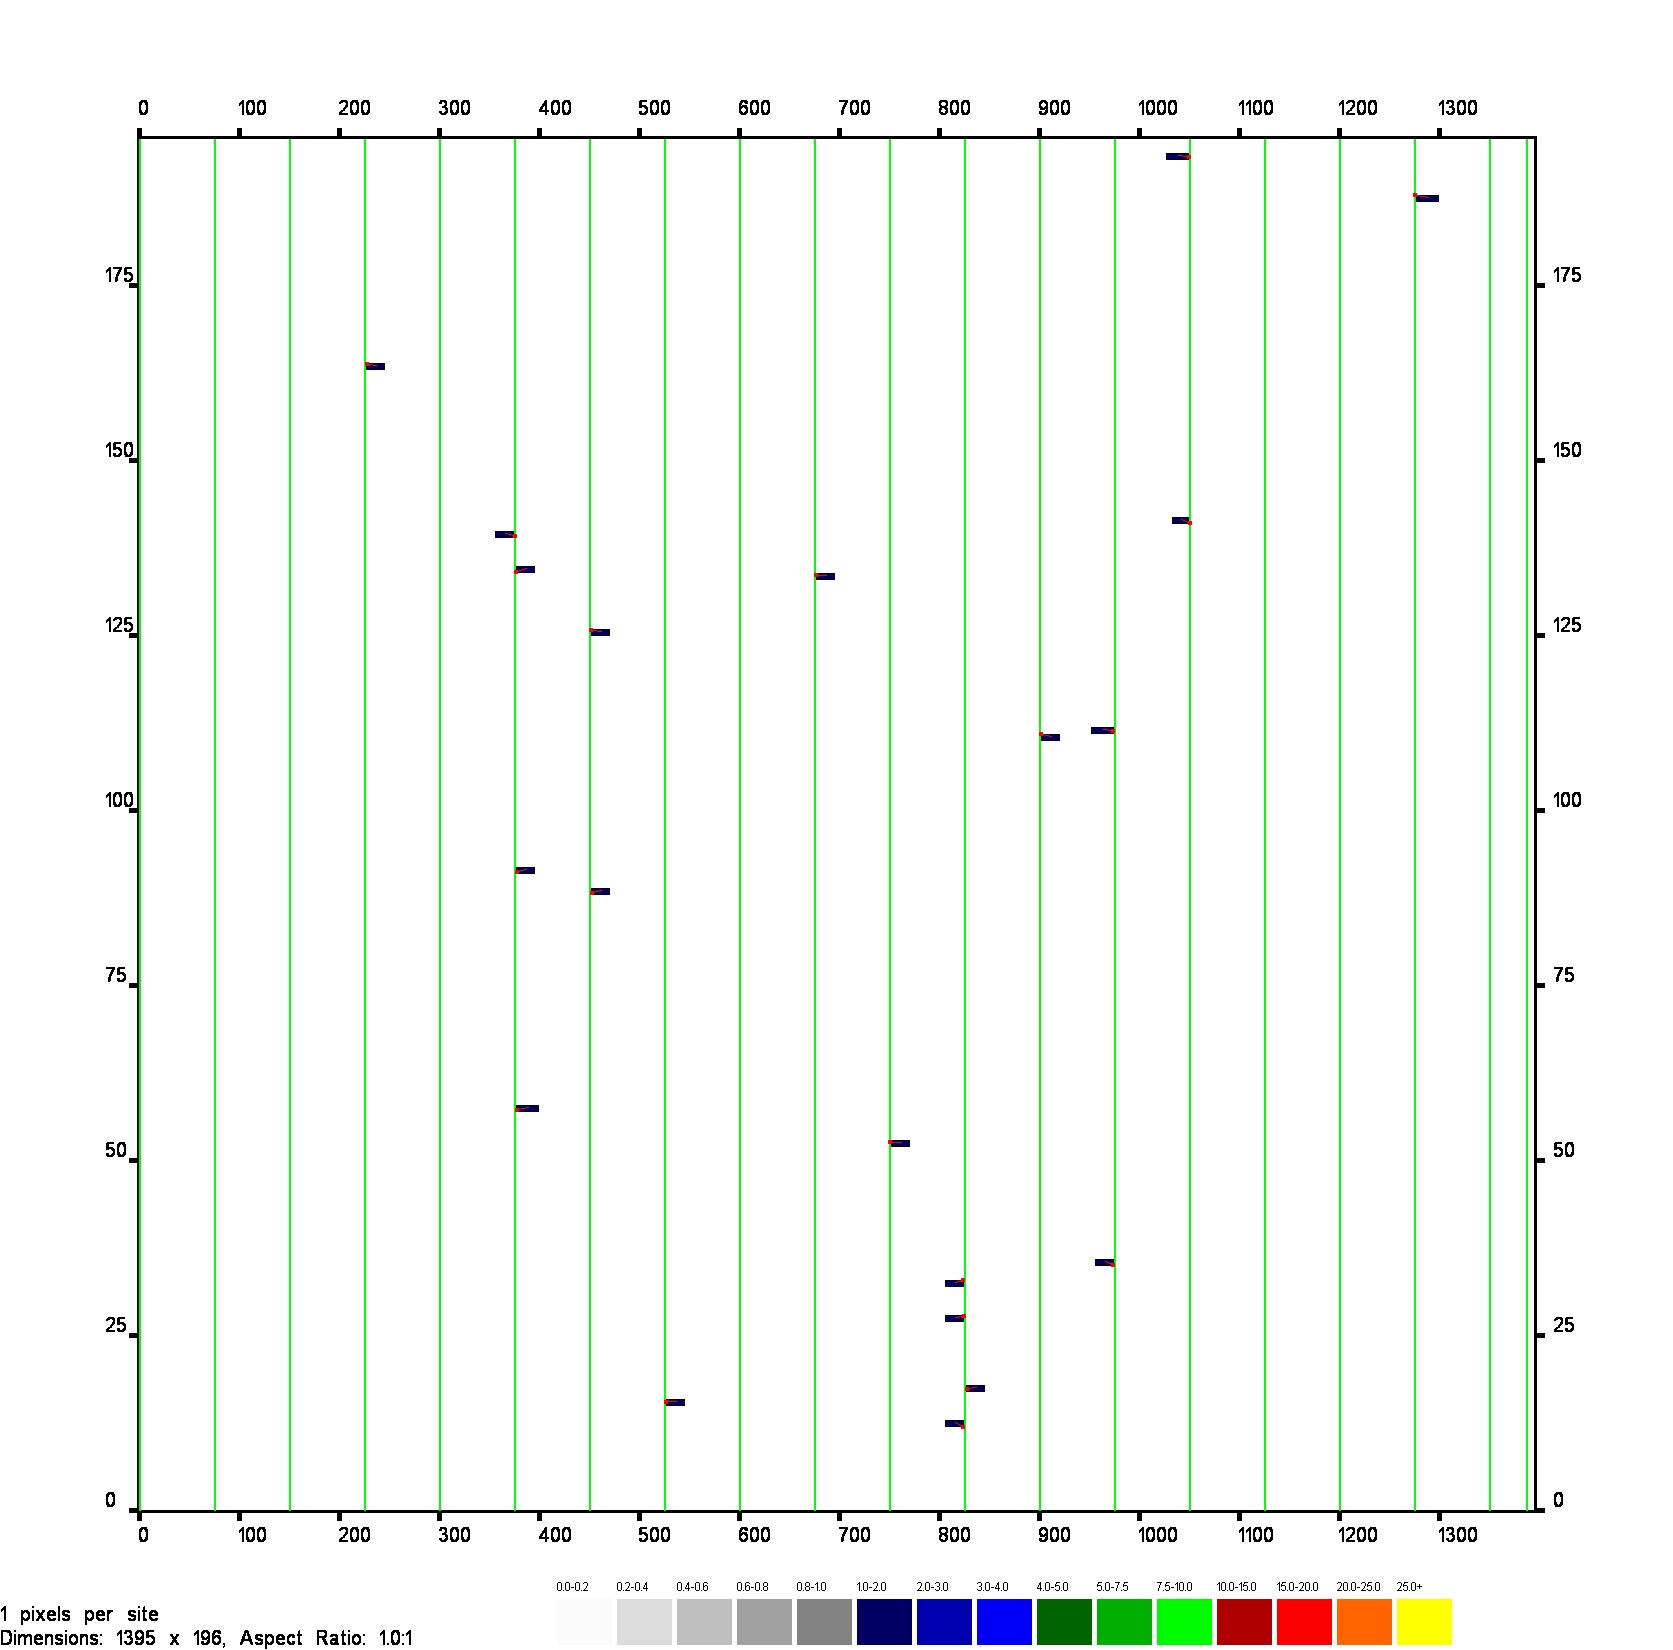 0 100 200 300 400 500 600 700 800 900 1000 1100 1200 1300
175 175
150 150
125 125
100 100
75 75
50 50
25 25
0 0
0 100 200 300 400 500 600 700 800 900 1000 1100 1200 1300
0.0-0.2 0.2-0.4 0.4-0.6 0.6-0.8 0.8-1.0 1.0-2.0 2.0-3.0 3.0-4.0 4.0-5.0 5.0-7.5 7.5-10.0 10.0-15.0 15.0-20.0 20.0-25.0 25.0+
1 pixels per site
Dimensions: 1395 x 196, Aspect Ratio: 1.0:1